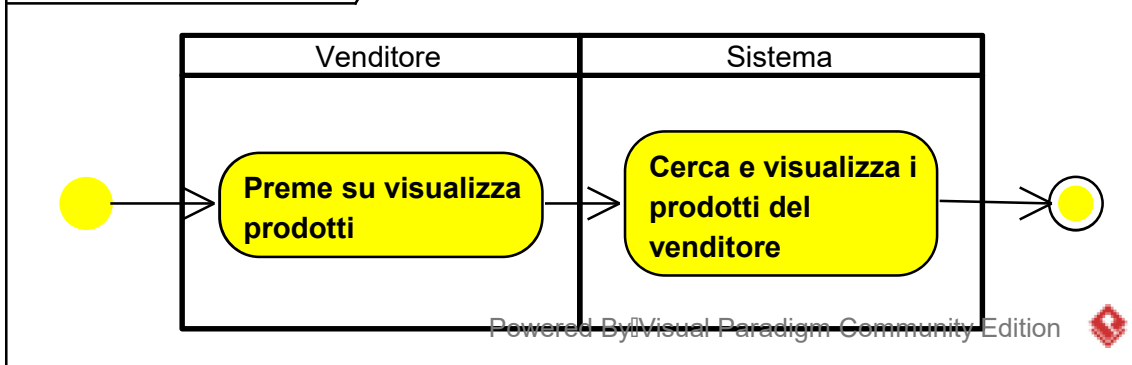 Venditore
Sistema
Preme su visualizza
prodotti
Cerca e visualizza i
prodotti del
venditore
Powered By Visual Paradigm Community Edition